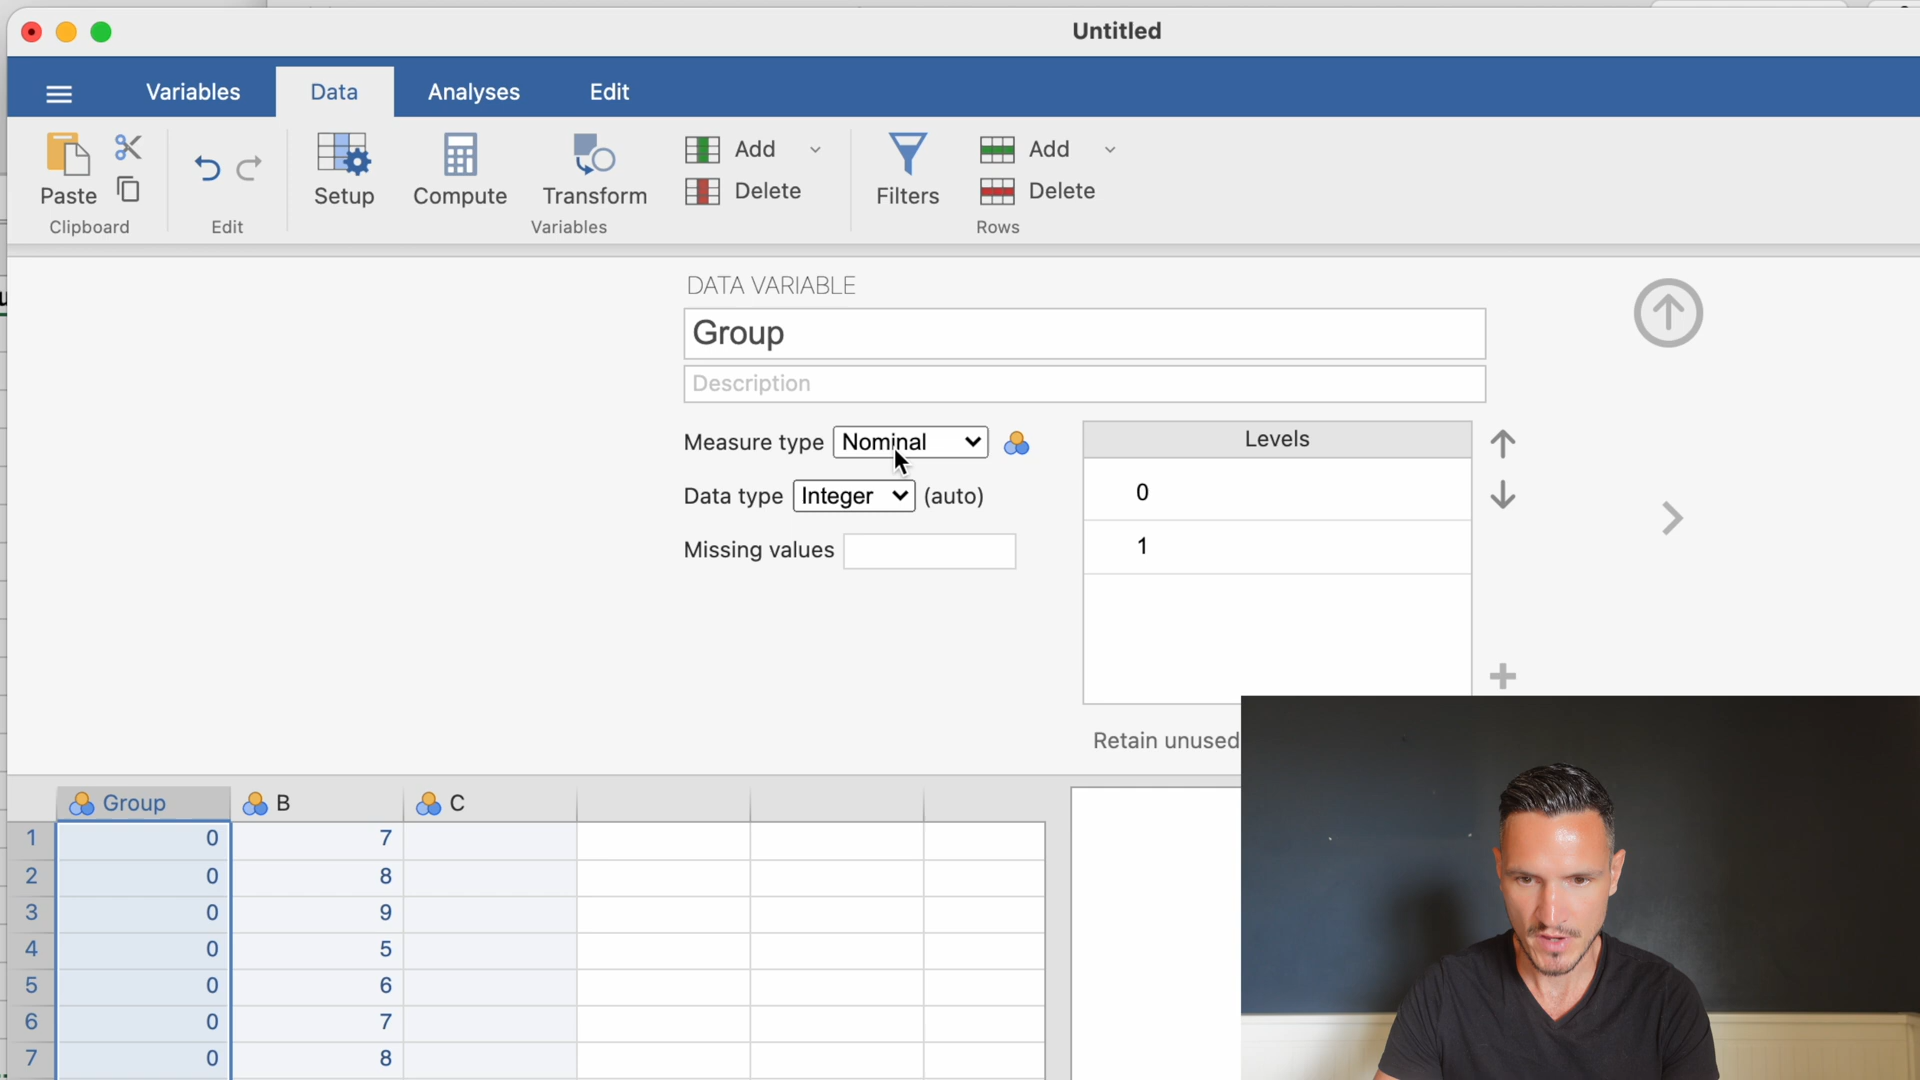 Untitled
Variables Data Analyses Edit
Paste Setup Compute Transform Add Delete Filters Add Delete
Clipboard Edit Variables Rows
DATA VARIABLE
Group
Description
Measure type Nominal
Data type Integer (auto)
Missing values
Levels
0
1
Retain unused
Group B C
1 0 7
2 0 8
3 0 9
4 0 5
5 0 6
6 0 7
7 0 8